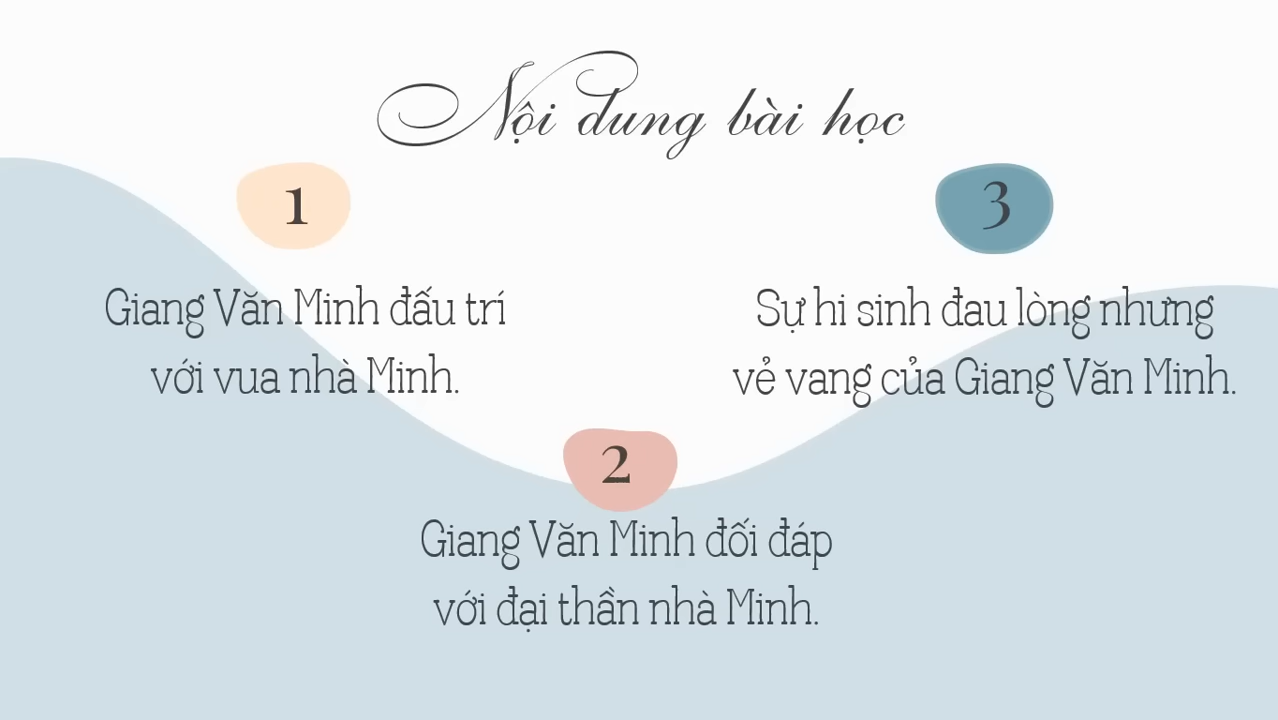 Nội dung bài học
1
Giang Văn Minh đấu trí
với vua nhà Minh.
2
Giang Văn Minh đối đáp
với đại thần nhà Minh.
3
Sự hi sinh đau lòng nhưng
vẻ vang của Giang Văn Minh.